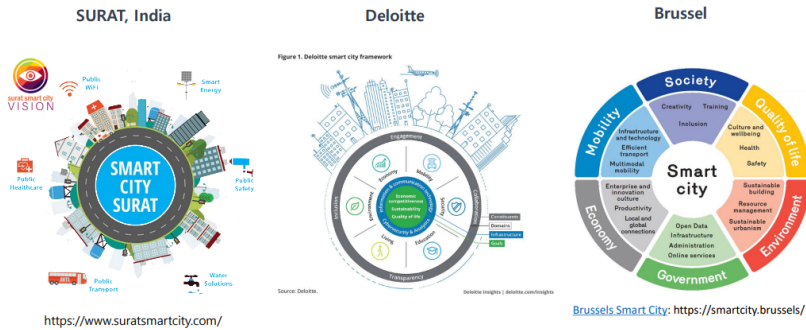 SURAT, India
surat smart city
VISION
Public
WiFi
Smart
Energy
Public
Healthcare
SMART
CITY
SURAT
Public
Safety
Public
Transport
Water
Solutions
https://www.suratsmartcity.com/
Deloitte
Figure 1. Deloitte smart city framework
Engagement
Economy
Mobility
Environment
Security
Living
Education
Economic
competitiveness
Sustainability
Quality of life
Transparency
Constituents
Domains
Infrastructure
Goals
Source: Deloitte.
Deloitte Insights | deloitte.com/insights
Brussel
Society
Creativity
Training
Inclusion
Mobility
Infrastructure
and technology
Efficient
transport
Multimodal
mobility
Quality of life
Culture and
wellbeing
Health
Safety
Smart
city
Economy
Enterprise and
innovation
culture
Productivity
Local and
global
connections
Environment
Sustainable
building
Resource
management
Sustainable
urbanism
Open Data
Infrastructure
Administration
Online services
Government
Brussels Smart City: https://smartcity.brussels/